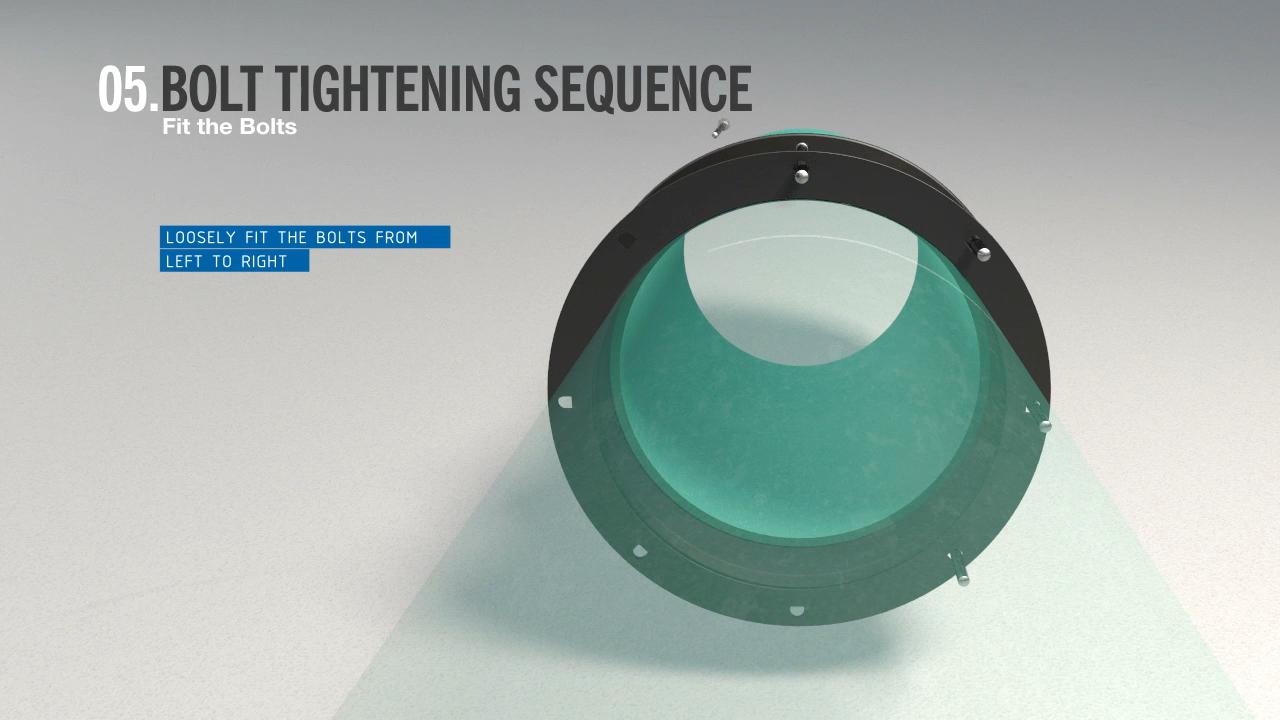 05.BOLT TIGHTENING SEQUENCE
Fit the Bolts
LOOSELY FIT THE BOLTS FROM
LEFT TO RIGHT